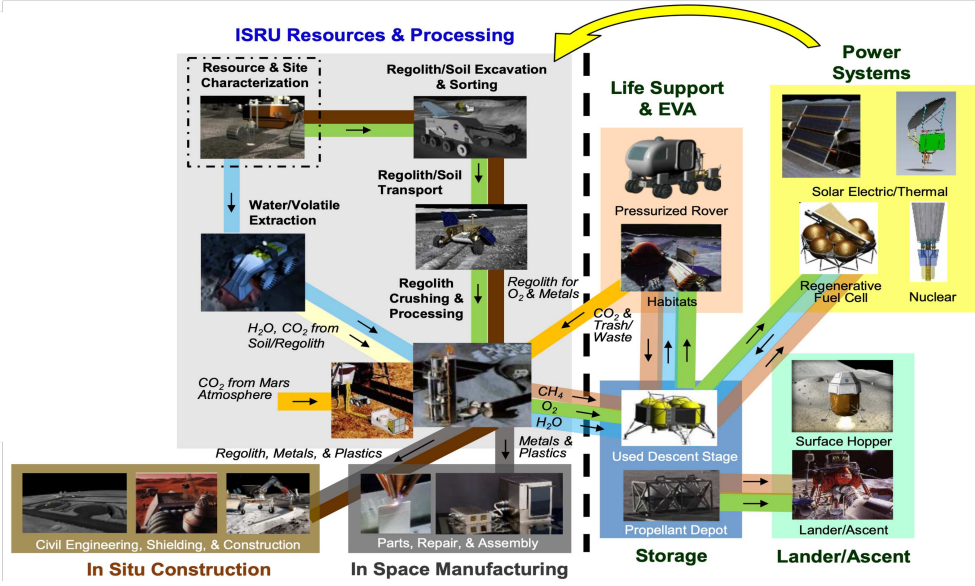 ISRU Resources & Processing
Resource & Site
Characterization
Regolith/Soil Excavation
& Sorting
Regolith/Soil
Transport
Water/Volatile
Extraction
Regolith
Crushing &
Processing
Regolith for
O2 & Metals
H2O, CO2 from
Soil/Regolith
CO2 from Mars
Atmosphere
CO2 &
Trash/
Waste
CH4
O2
H2O
Regolith, Metals, & Plastics
Metals &
Plastics
Life Support
& EVA
Pressurized Rover
Habitats
Power
Systems
Solar Electric/Thermal
Regenerative
Fuel Cell
Nuclear
Used Descent Stage
Propellant Depot
Storage
Surface Hopper
Lander/Ascent
Lander/Ascent
Civil Engineering, Shielding, & Construction
In Situ Construction
Parts, Repair, & Assembly
In Space Manufacturing